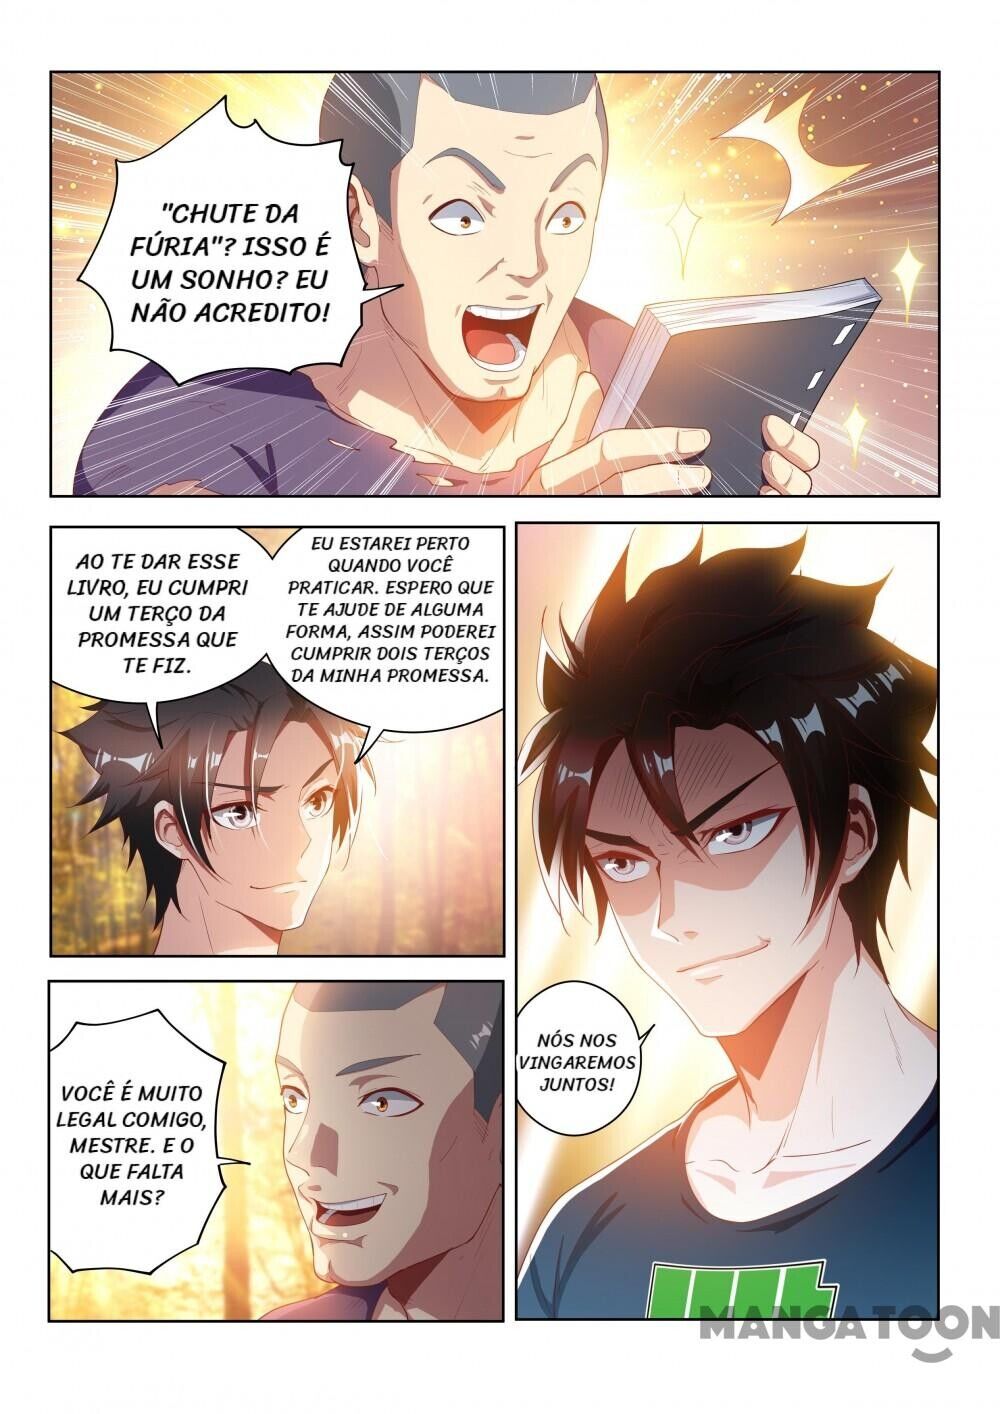 "CHUTE DA
FÚRIA"? ISSO É
UM SONHO? EU
NÃO ACREDITO!
AO TE DAR ESSE
LIVRO, EU CUMPRI
UM TERÇO DA
PROMESSA QUE
TE FIZ.
EU ESTAREI PERTO
QUANDO VOCÊ
PRATICAR. ESPERO QUE
TE AJUDE DE ALGUMA
FORMA, ASSIM PODEREI
CUMPRIR DOIS TERÇOS
DA MINHA PROMESSA.
VOCÊ É MUITO
LEGAL COMIGO,
MESTRE. E O
QUE FALTA
MAIS?
NÓS NOS
VINGAREMOS
JUNTOS!
MANGATOON